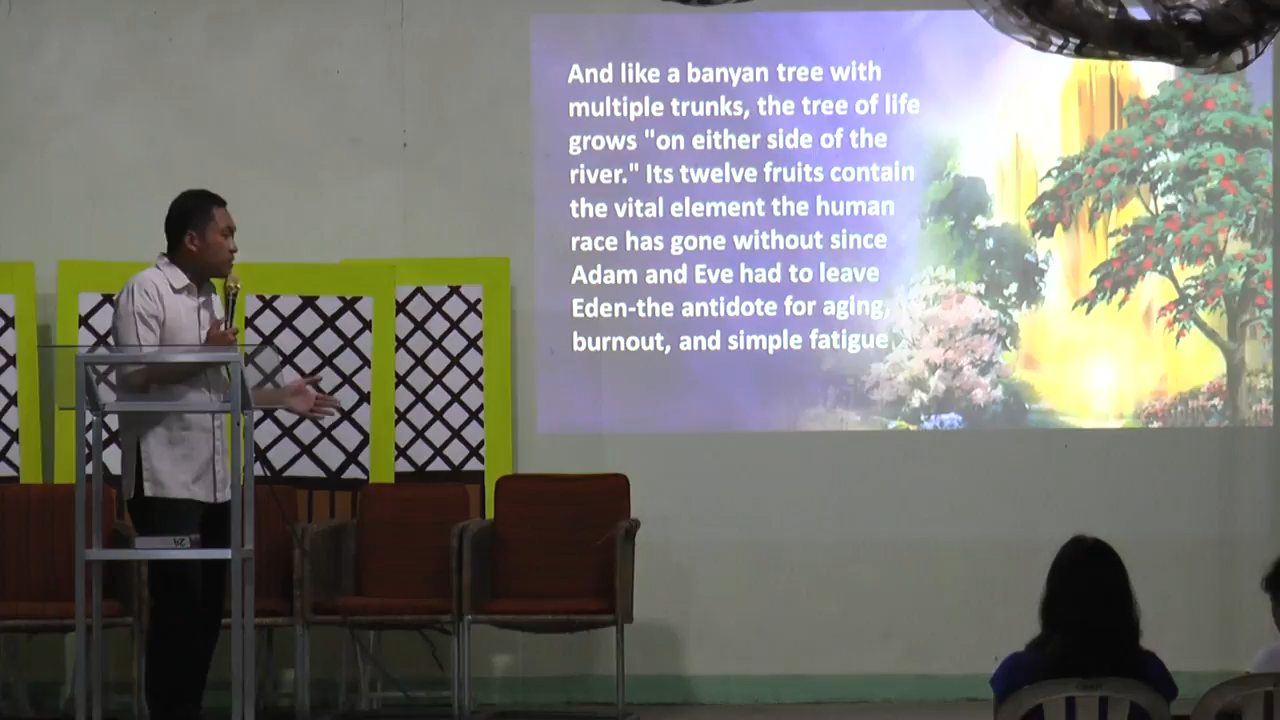 And like a banyan tree with
multiple trunks, the tree of life
grows "on either side of the
river." Its twelve fruits contain
the vital element the human
race has gone without since
Adam and Eve had to leave
Eden-the antidote for aging,
burnout, and simple fatigue
24